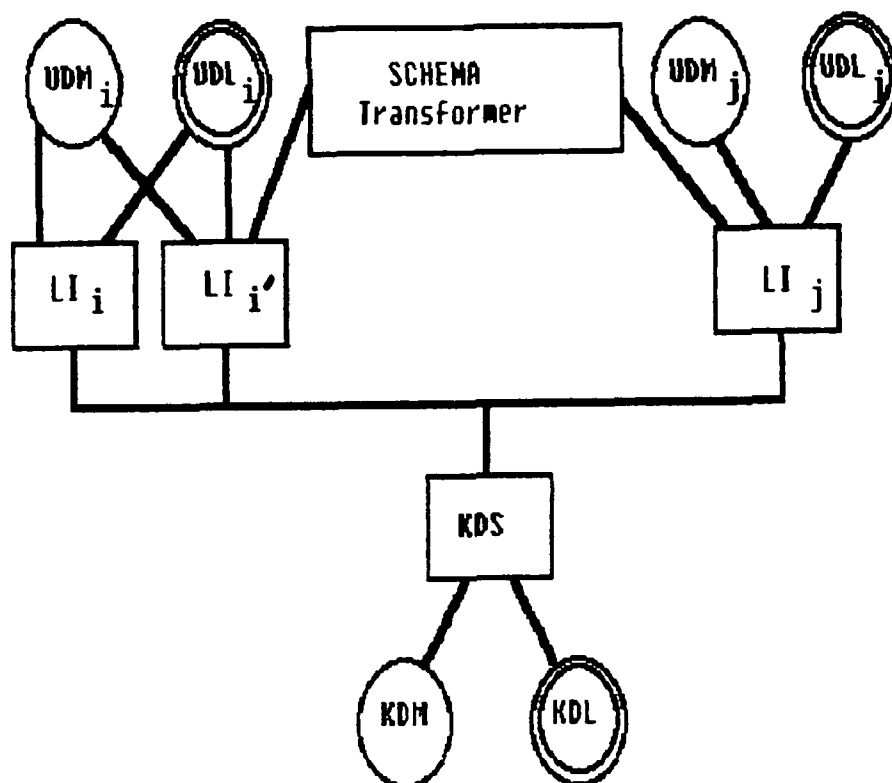 UDM i
UDL i
SCHEMA
Transformer
UDM j
UDL j
LI i
LI i′
LI j
KDS
KDM
KDL